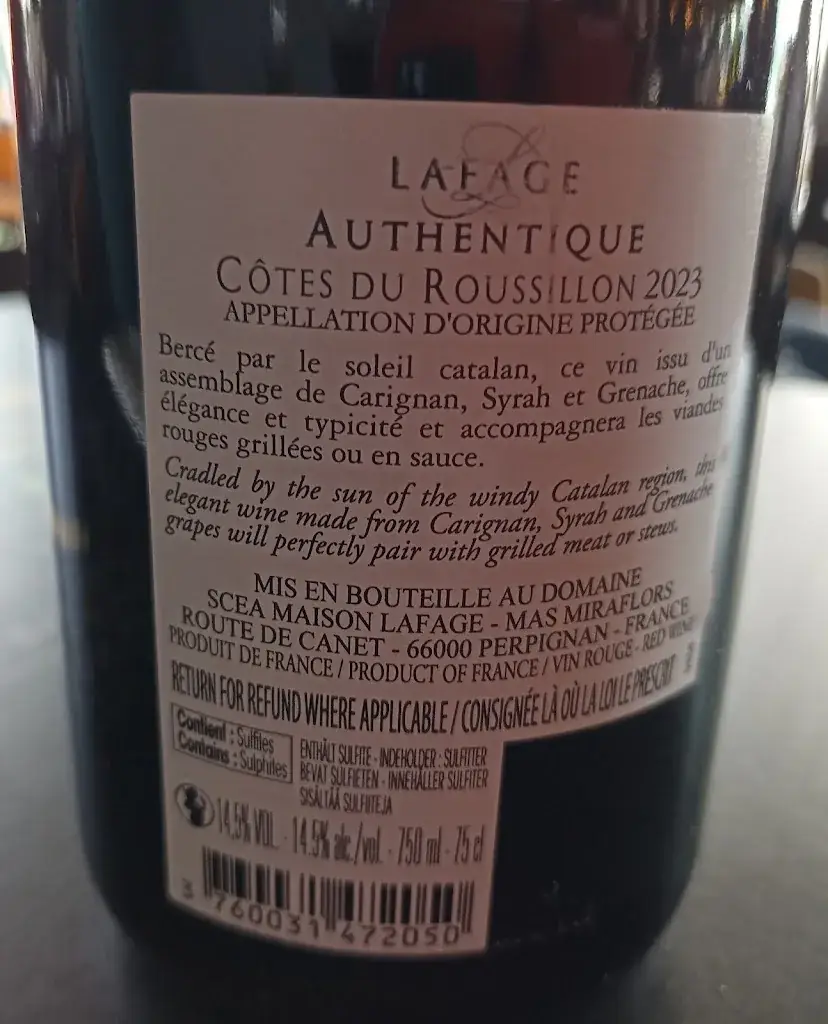 LAFAGE
AUTHENTIQUE
CÔTES DU ROUSSILLON 2023
APPELLATION D'ORIGINE PROTÉGÉE
Bercé par le soleil catalan, ce vin issu d'un
assemblage de Carignan, Syrah et Grenache, offre
élégance et typicité et accompagnera les viandes
rouges grillées ou en sauce.
Cradled by the sun of the windy Catalan region, this
elegant wine made from Carignan, Syrah and Grenache
grapes will perfectly pair with grilled meat or stews.
MIS EN BOUTEILLE AU DOMAINE
SCEA MAISON LAFAGE - MAS MIRAFLORS
ROUTE DE CANET - 66000 PERPIGNAN - FRANCE
PRODUIT DE FRANCE / PRODUCT OF FRANCE / VIN ROUGE - RED WINE
RETURN FOR REFUND WHERE APPLICABLE / CONSIGNÉE LÀ OÙ LA LOI LE PRESCRIT
Contient : Sulfites
Contains : Sulphites
ENTHÄLT SULFITE - INDEHOLDER : SULFITTER
BEVAT SULFIETEN - INNEHÅLLER SULFITER
SISÄLTÄÄ SULFIITEJA
14,5% VOL. - 14.5% alc./vol. - 750 ml - 75 cl
3 760031 472050